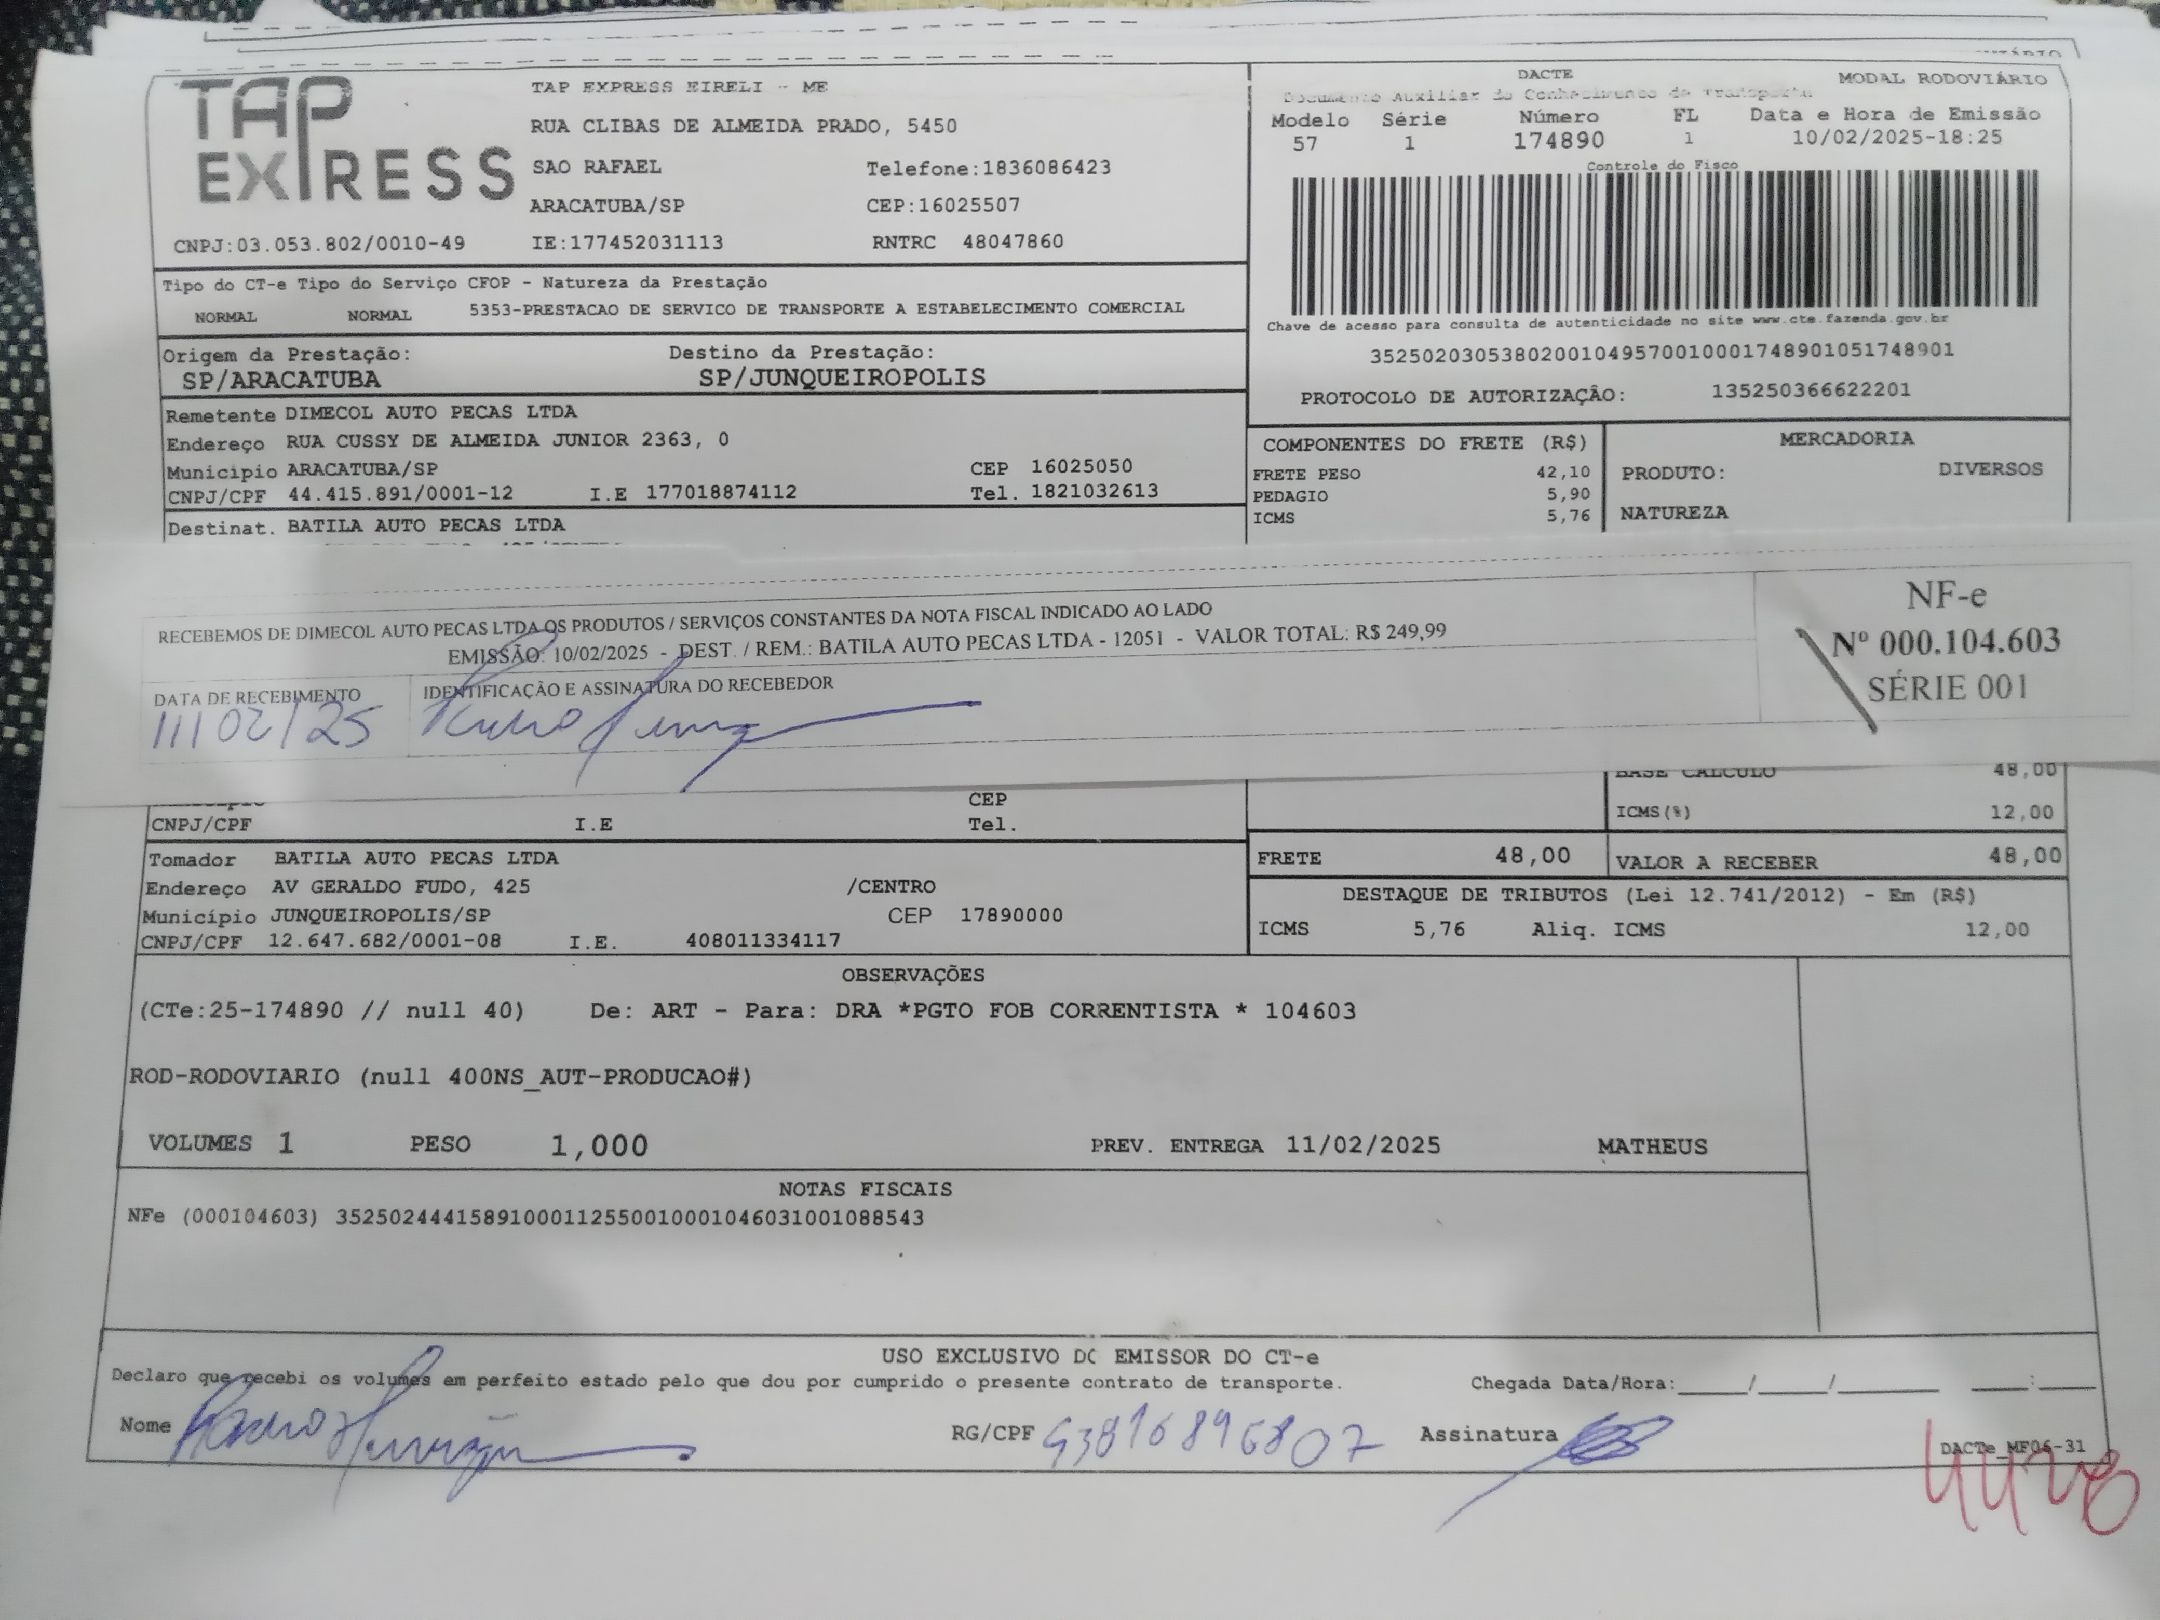 TAP EXPRESS
TAP EXPRESS EIRELI - ME
RUA CLIBAS DE ALMEIDA PRADO, 5450
SAO RAFAEL Telefone:1836086423
ARACATUBA/SP CEP:16025507
CNPJ:03.053.802/0010-49 IE:177452031113 RNTRC 48047860
DACTE MODAL RODOVIÁRIO
Documento Auxiliar do Conhecimento de Transporte
Modelo Série Número FL Data e Hora de Emissão
57 1 174890 1 10/02/2025-18:25
Controle do Fisco
Chave de acesso para consulta de autenticidade no site www.cte.fazenda.gov.br
35250203053802001049570010001748901051748901
PROTOCOLO DE AUTORIZAÇÂO: 135250366622201
Tipo do CT-e Tipo do Serviço CFOP - Natureza da Prestação
NORMAL NORMAL 5353-PRESTACAO DE SERVICO DE TRANSPORTE A ESTABELECIMENTO COMERCIAL
Origem da Prestação: Destino da Prestação:
SP/ARACATUBA SP/JUNQUEIROPOLIS
Remetente DIMECOL AUTO PECAS LTDA
Endereço RUA CUSSY DE ALMEIDA JUNIOR 2363, 0
Municipio ARACATUBA/SP CEP 16025050
CNPJ/CPF 44.415.891/0001-12 I.E 177018874112 Tel. 1821032613
Destinat. BATILA AUTO PECAS LTDA
COMPONENTES DO FRETE (R$)
FRETE PESO 42,10
PEDAGIO 5,90
ICMS 5,76
MERCADORIA
PRODUTO: DIVERSOS
NATUREZA
RECEBEMOS DE DIMECOL AUTO PECAS LTDA OS PRODUTOS / SERVIÇOS CONSTANTES DA NOTA FISCAL INDICADO AO LADO
EMISSÃO: 10/02/2025 - DEST. / REM.: BATILA AUTO PECAS LTDA - 12051 - VALOR TOTAL: R$ 249,99
DATA DE RECEBIMENTO IDENTIFICAÇÃO E ASSINATURA DO RECEBEDOR
11/02/25
NF-e
Nº 000.104.603
SÉRIE 001
CEP
CNPJ/CPF I.E Tel.
BASE CALCULO 48,00
ICMS(%) 12,00
FRETE 48,00 VALOR A RECEBER 48,00
Tomador BATILA AUTO PECAS LTDA
Endereço AV GERALDO FUDO, 425 /CENTRO
Município JUNQUEIROPOLIS/SP CEP 17890000
CNPJ/CPF 12.647.682/0001-08 I.E. 408011334117
DESTAQUE DE TRIBUTOS (Lei 12.741/2012) - Em (R$)
ICMS 5,76 Aliq. ICMS 12,00
OBSERVAÇÕES
(CTe:25-174890 // null 40) De: ART - Para: DRA *PGTO FOB CORRENTISTA * 104603
ROD-RODOVIARIO (null 400NS_AUT-PRODUCAO#)
VOLUMES 1 PESO 1,000 PREV. ENTREGA 11/02/2025 MATHEUS
NOTAS FISCAIS
NFe (000104603) 35250244415891000112550010001046031001088543
USO EXCLUSIVO DO EMISSOR DO CT-e
Declaro que recebi os volumes em perfeito estado pelo que dou por cumprido o presente contrato de transporte. Chegada Data/Hora:____/____/______ ___:___
Nome RG/CPF 43816896807 Assinatura
DACTe_MF06-31